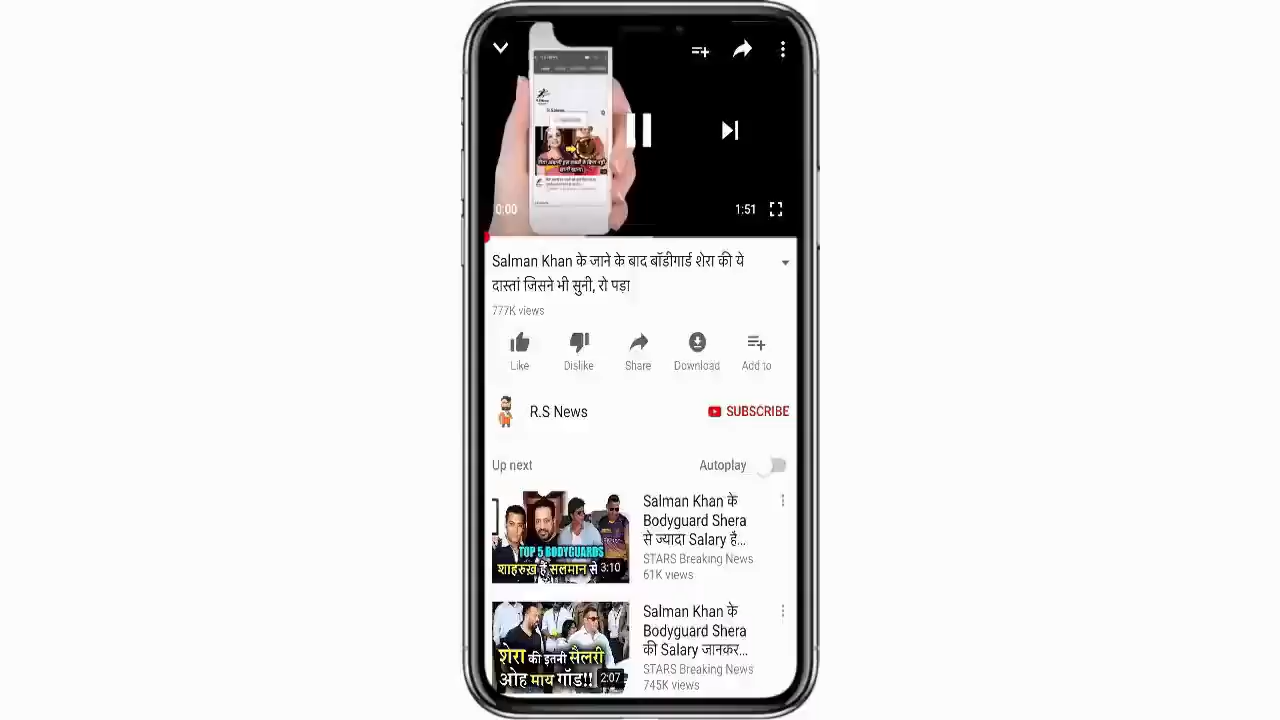 0:00
1:51
Salman Khan के जाने के बाद बॉडीगार्ड शेरा की ये
दास्तां जिसने भी सुनी, रो पड़ा
777K views
Like
Dislike
Share
Download
Add to
R.S News
SUBSCRIBE
Up next
Autoplay
TOP 5 BODYGUARDS
शाहरुख़ हैं सलमान से
3:10
Salman Khan के
Bodyguard Shera
से ज्यादा Salary है...
STARS Breaking News
61K views
शेरा की इतनी सैलरी
ओह माय गॉड!!
2:07
Salman Khan के
Bodyguard Shera
की Salary जानकर...
STARS Breaking News
745K views